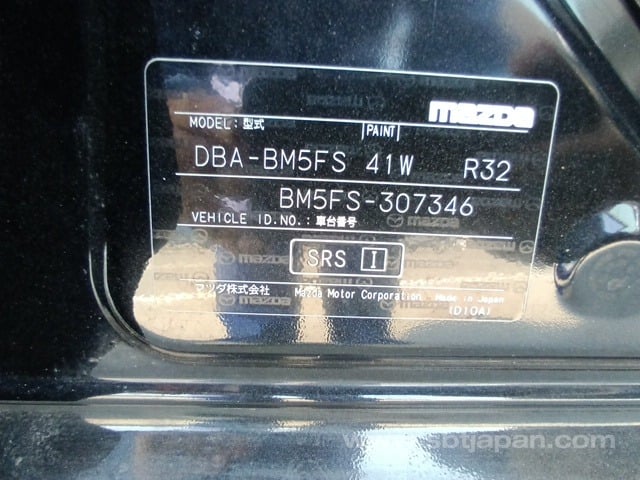 mazda
MODEL: 型式 PAINT
DBA-BM5FS 41W R32
BM5FS-307346
VEHICLE ID.NO.: 車台番号
SRS I
マツダ株式会社 Mazda Motor Corporation Made in Japan
(D10A)
www.sbtjapan.com